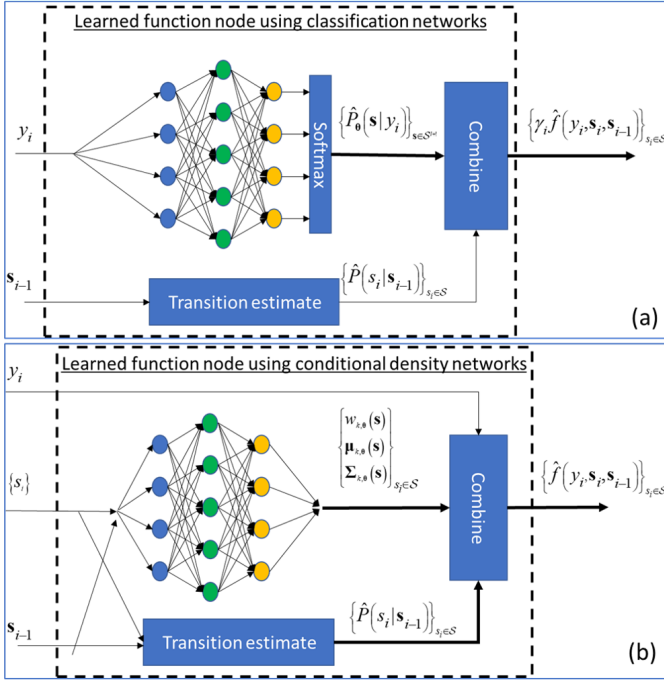 Learned function node using classification networks
y_i
Softmax
{P̂_θ(s|y_i)}_{s∈𝒮^{|𝒮|}}
Combine
{γ_i f̂(y_i, s_i, s_{i-1})}_{s_i∈𝒮}
s_{i-1}
Transition estimate
{P̂(s_i|s_{i-1})}_{s_i∈𝒮}
(a)
Learned function node using conditional density networks
y_i
{s_i}
w_{k,θ}(s)
μ_{k,θ}(s)
Σ_{k,θ}(s)
s_i∈𝒮
Combine
{f̂(y_i, s_i, s_{i-1})}_{s_i∈𝒮}
s_{i-1}
Transition estimate
{P̂(s_i|s_{i-1})}_{s_i∈𝒮}
(b)